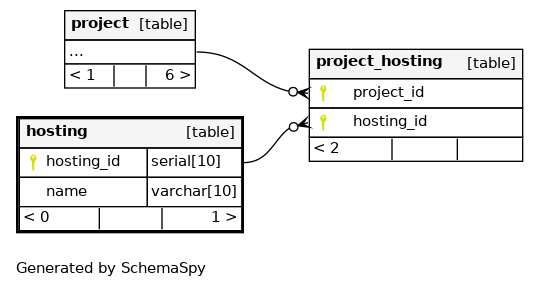 project [table]
...
< 1 6 >
project_hosting [table]
project_id
hosting_id
< 2
hosting [table]
hosting_id serial[10]
name varchar[10]
< 0 1 >
Generated by SchemaSpy